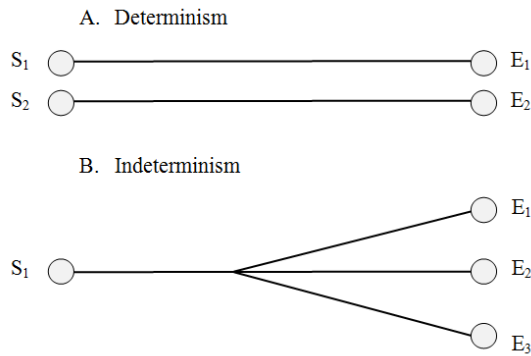 A. Determinism
S₁ E₁
S₂ E₂
B. Indeterminism
E₁
S₁ E₂
E₃